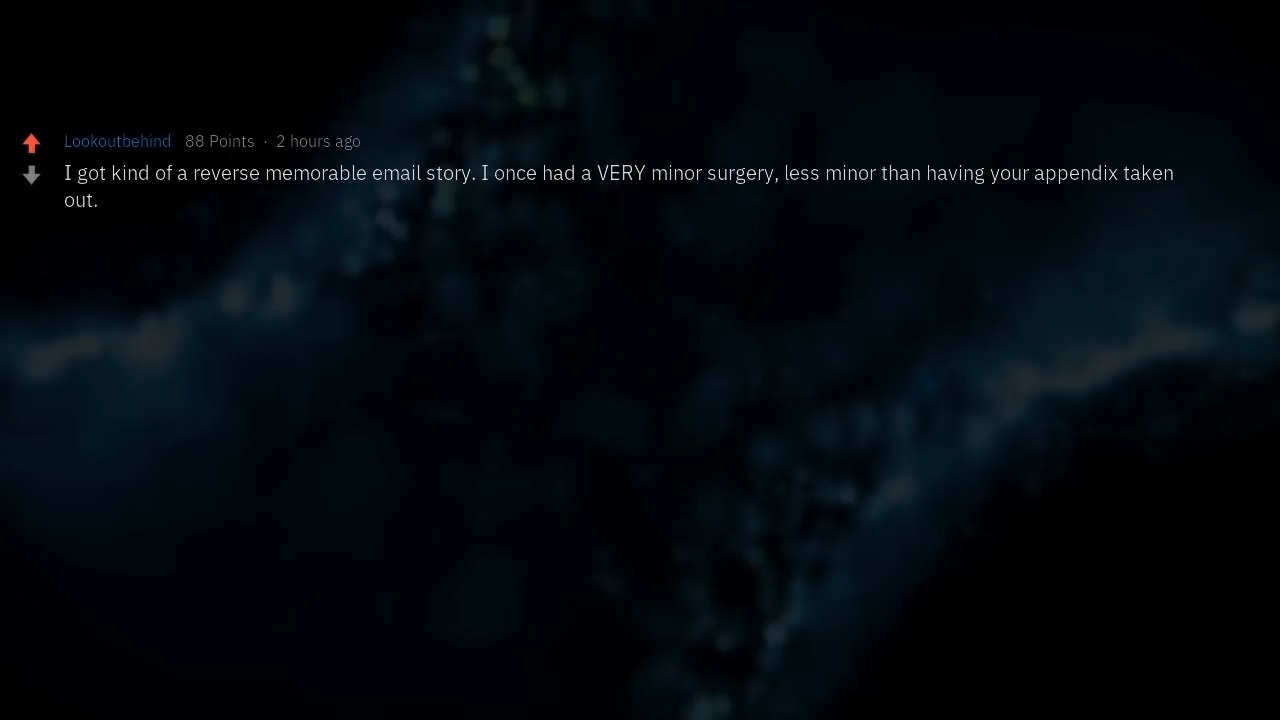 Lookoutbehind 88 Points · 2 hours ago
I got kind of a reverse memorable email story. I once had a VERY minor surgery, less minor than having your appendix taken
out.